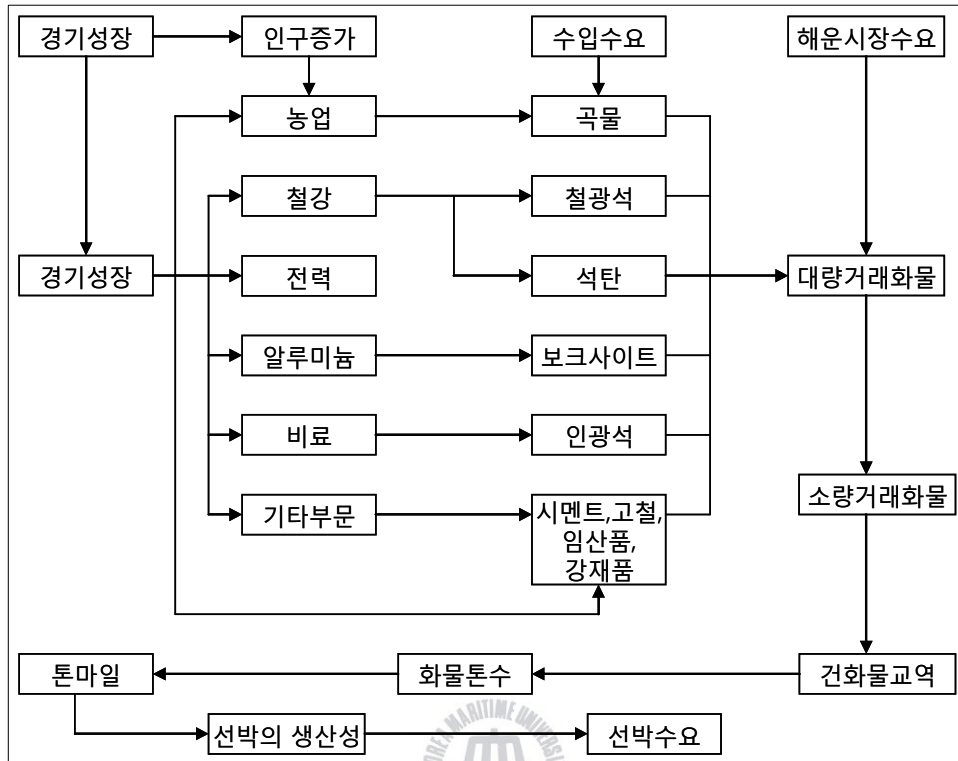 경기성장 인구증가 수입수요 해운시장수요
농업 곡물
철강 철광석
경기성장 전력 석탄 대량거래화물
알루미늄 보크사이트
비료 인광석
소량거래화물
기타부문 시멘트,고철,
임산품,
강재품
톤마일 화물톤수 건화물교역
선박의 생산성 선박수요
KOREA MARITIME UNIVERSI